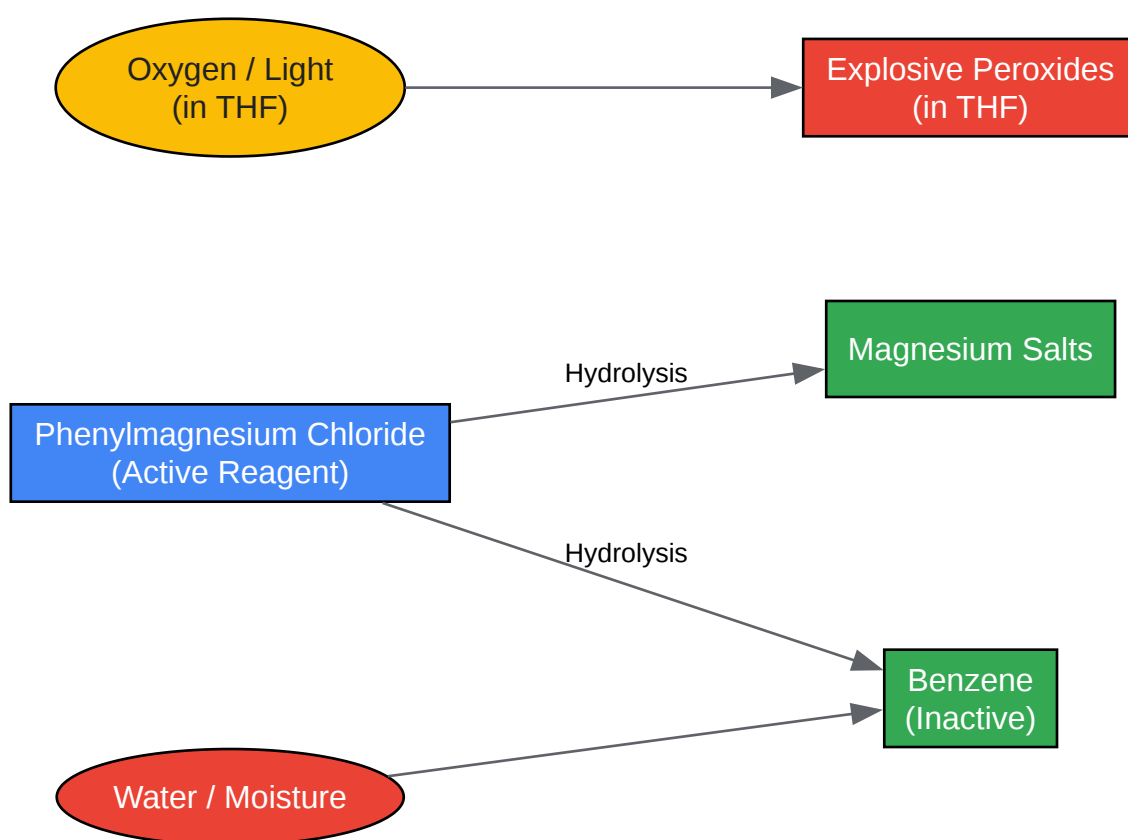 Oxygen / Light
(in THF)
Explosive Peroxides
(in THF)
Magnesium Salts
Hydrolysis
Phenylmagnesium Chloride
(Active Reagent)
Hydrolysis
Benzene
(Inactive)
Water / Moisture